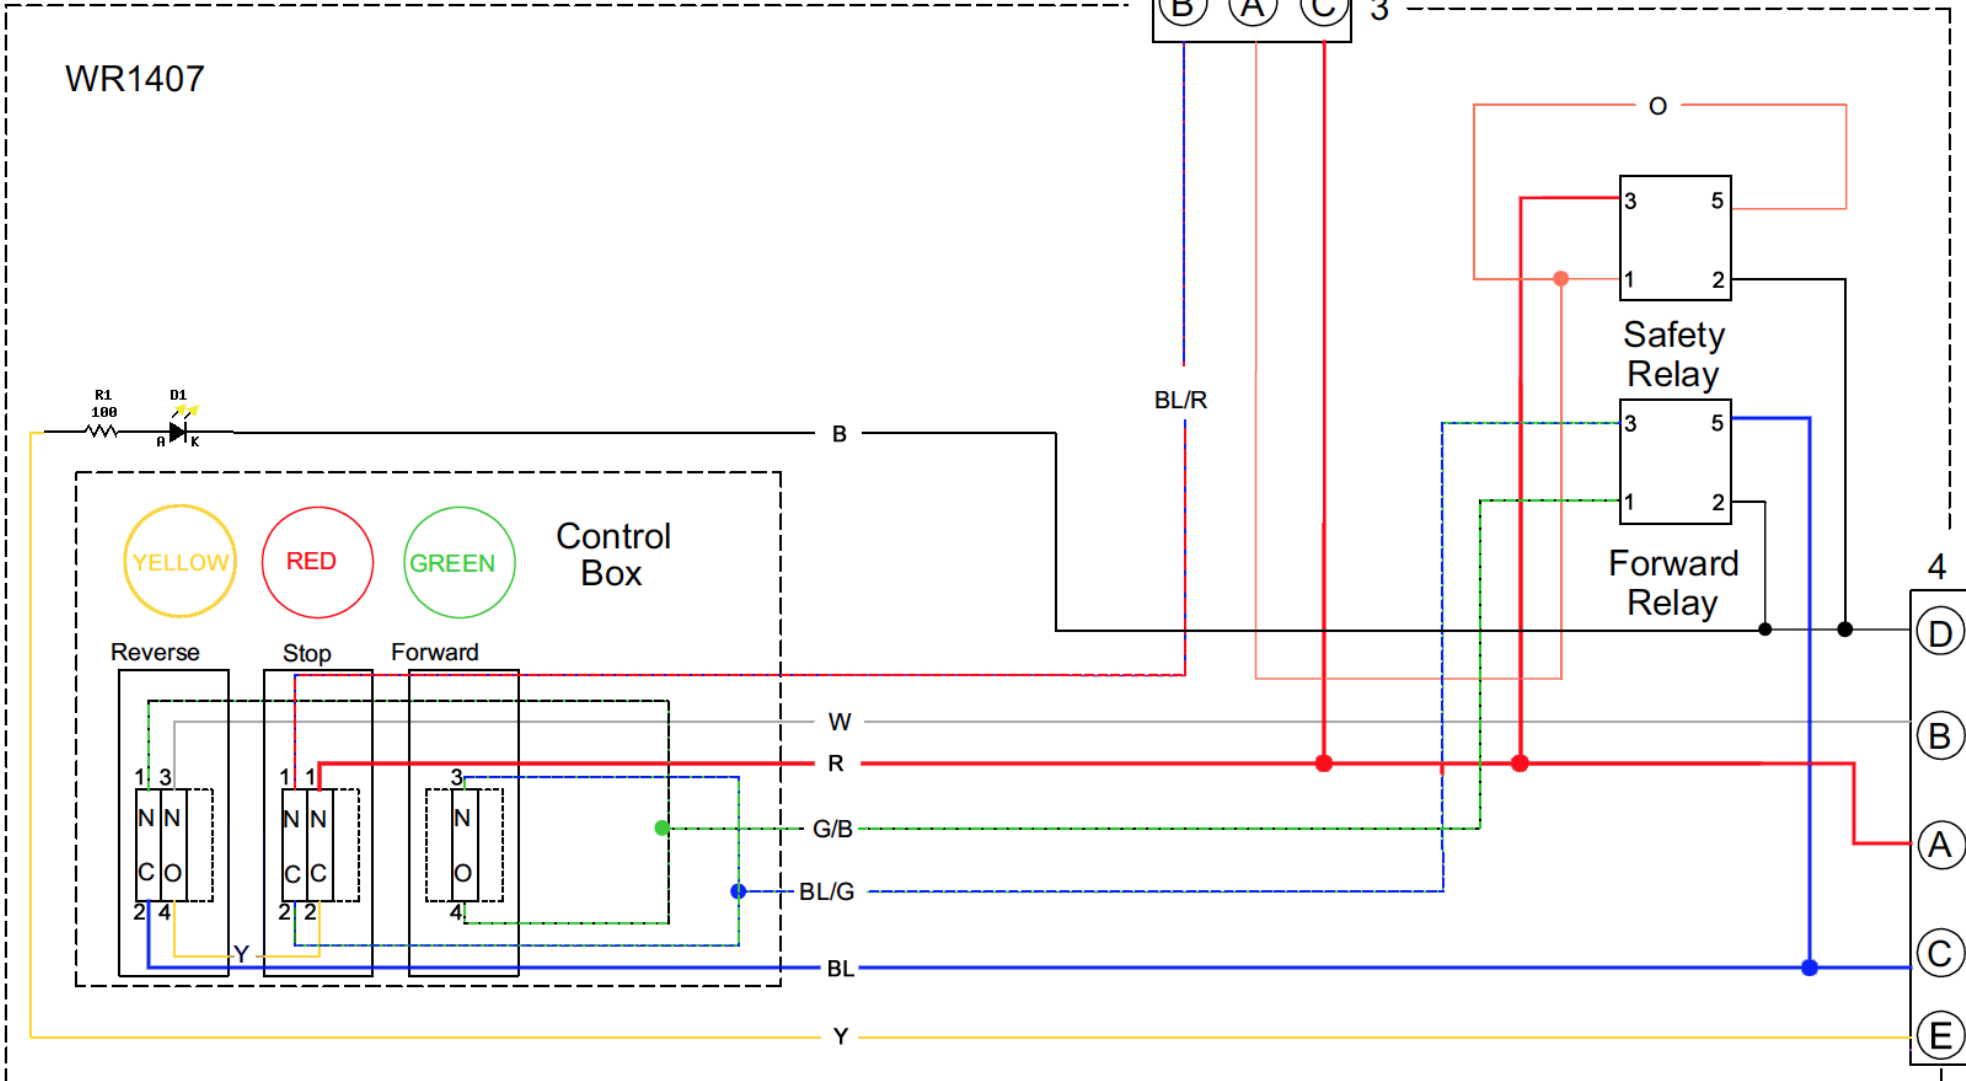 B A C 3
WR1407
O
3 5
1 2
Safety
Relay
R1
100
D1
A K
B
BL/R
3 5
1 2
Forward
Relay
YELLOW
RED
GREEN
Control
Box
4
D
Reverse
Stop
Forward
W
B
R
1 3
1 1
3
N N
N N
N
G/B
A
C O
C C
O
BL/G
2 4
2 2
4
Y
BL
C
Y
E